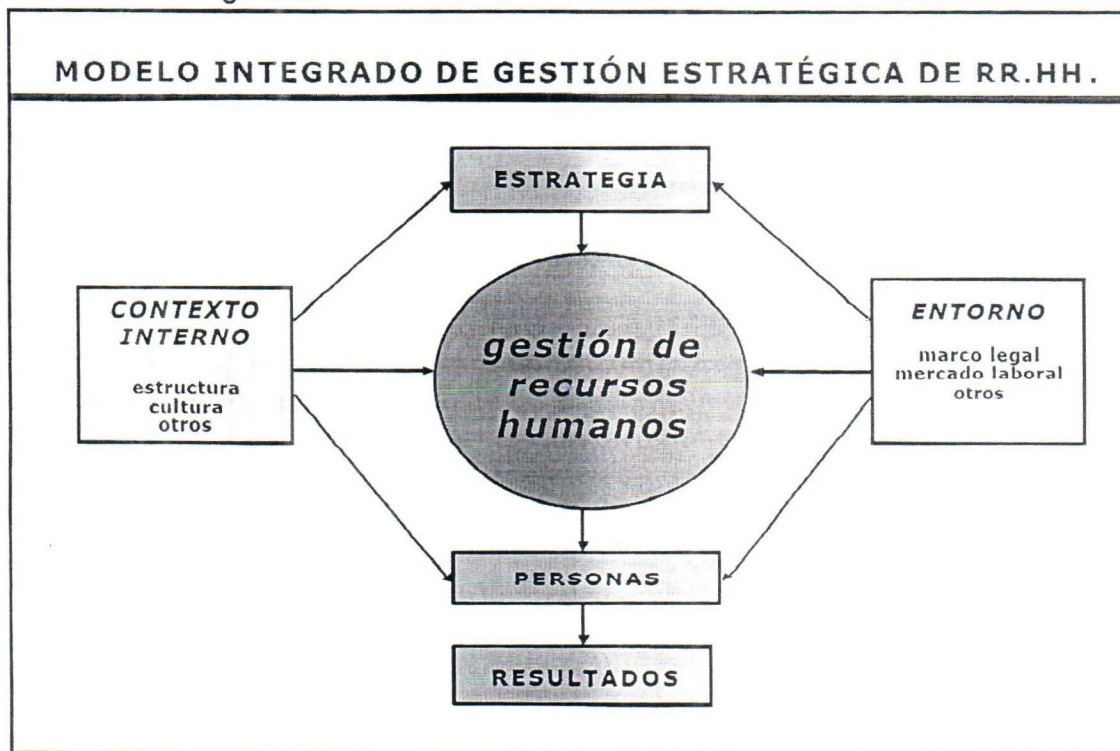 MODELO INTEGRADO DE GESTIÓN ESTRATÉGICA DE RR.HH.
ESTRATEGIA
CONTEXTO
INTERNO
estructura
cultura
otros
gestión de
recursos
humanos
ENTORNO
marco legal
mercado laboral
otros
PERSONAS
RESULTADOS